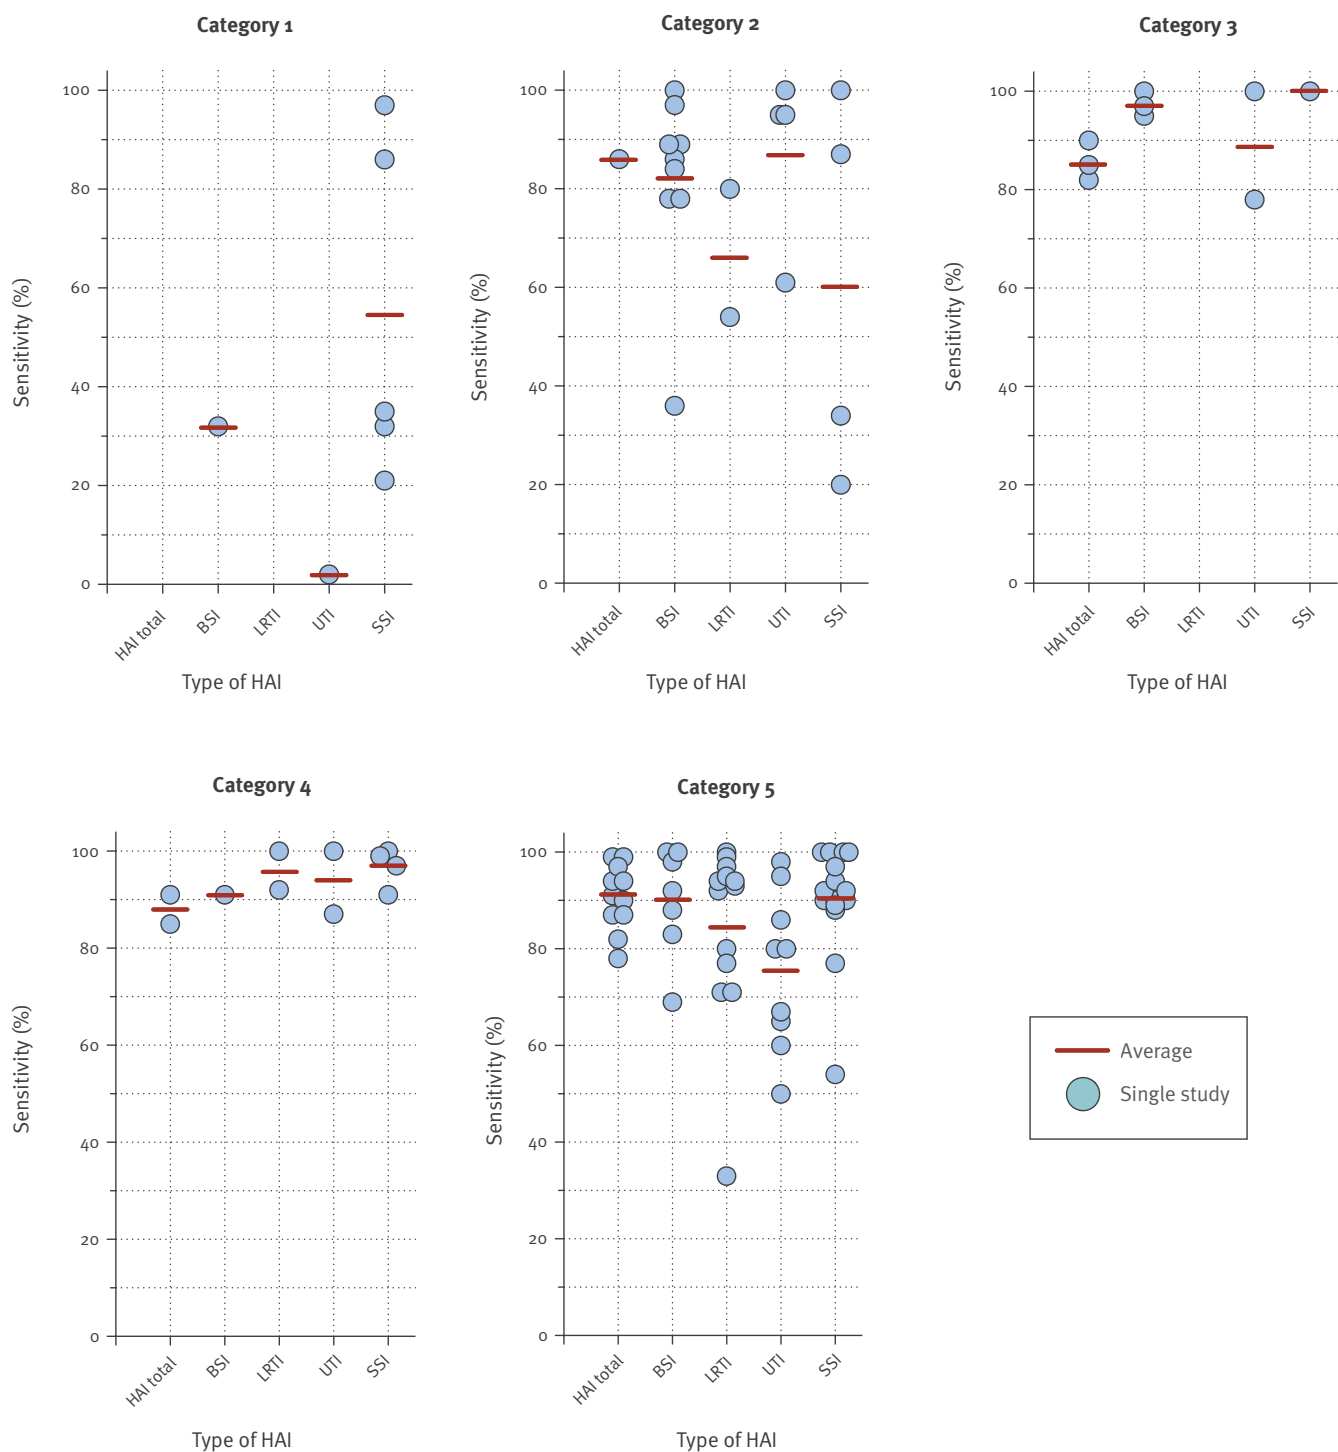 Category 1
Category 2
Category 3
100
80
60
40
20
0
Sensitivity (%)
HAI total
BSI
LRTI
UTI
SSI
Type of HAI
100
80
60
40
20
0
Sensitivity (%)
HAI total
BSI
LRTI
UTI
SSI
Type of HAI
100
80
60
40
20
0
Sensitivity (%)
HAI total
BSI
LRTI
UTI
SSI
Type of HAI
Category 4
Category 5
100
80
60
40
20
0
Sensitivity (%)
HAI total
BSI
LRTI
UTI
SSI
Type of HAI
100
80
60
40
20
0
Sensitivity (%)
HAI total
BSI
LRTI
UTI
SSI
Type of HAI
Average
Single study